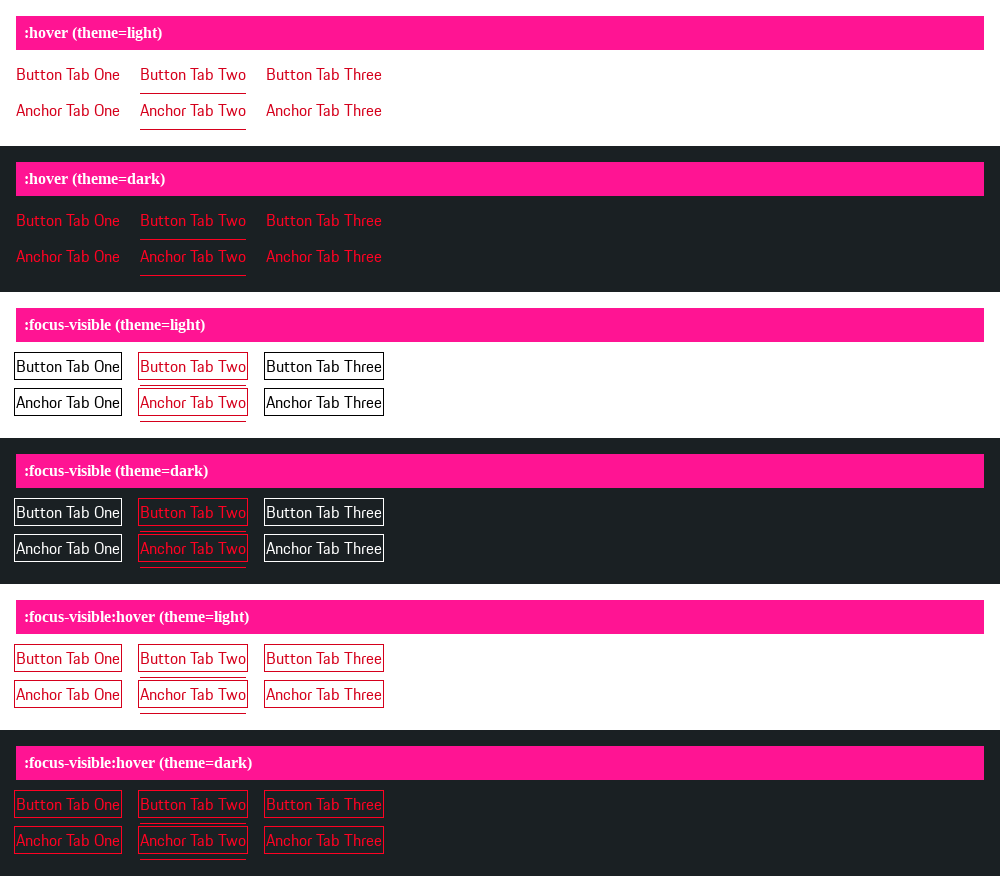 :hover (theme=light)
Button Tab One Button Tab Two Button Tab Three
Anchor Tab One Anchor Tab Two Anchor Tab Three
:hover (theme=dark)
Button Tab One Button Tab Two Button Tab Three
Anchor Tab One Anchor Tab Two Anchor Tab Three
:focus-visible (theme=light)
Button Tab One Button Tab Two Button Tab Three
Anchor Tab One Anchor Tab Two Anchor Tab Three
:focus-visible (theme=dark)
Button Tab One Button Tab Two Button Tab Three
Anchor Tab One Anchor Tab Two Anchor Tab Three
:focus-visible:hover (theme=light)
Button Tab One Button Tab Two Button Tab Three
Anchor Tab One Anchor Tab Two Anchor Tab Three
:focus-visible:hover (theme=dark)
Button Tab One Button Tab Two Button Tab Three
Anchor Tab One Anchor Tab Two Anchor Tab Three